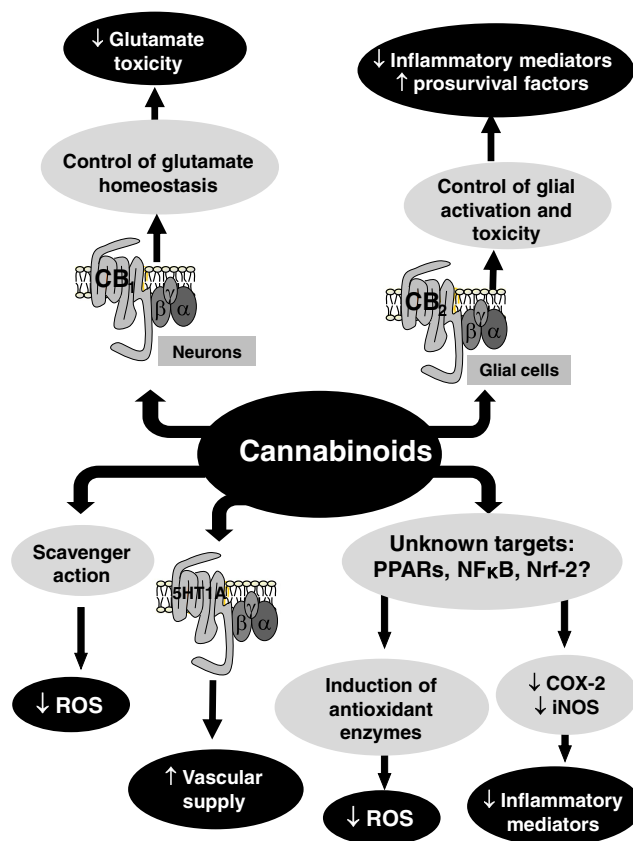 ↓ Glutamate
toxicity
↓ Inflammatory mediators
↑ prosurvival factors
Control of glutamate
homeostasis
Control of glial
activation and
toxicity
CB1
γ
β α
Neurons
CB2
γ
β α
Glial cells
Cannabinoids
Scavenger
action
Unknown targets:
PPARs, NFκB, Nrf-2?
5HT1A
γ
β α
↓ ROS
Induction of
antioxidant
enzymes
↓ COX-2
↓ iNOS
↑ Vascular
supply
↓ ROS
↓ Inflammatory
mediators